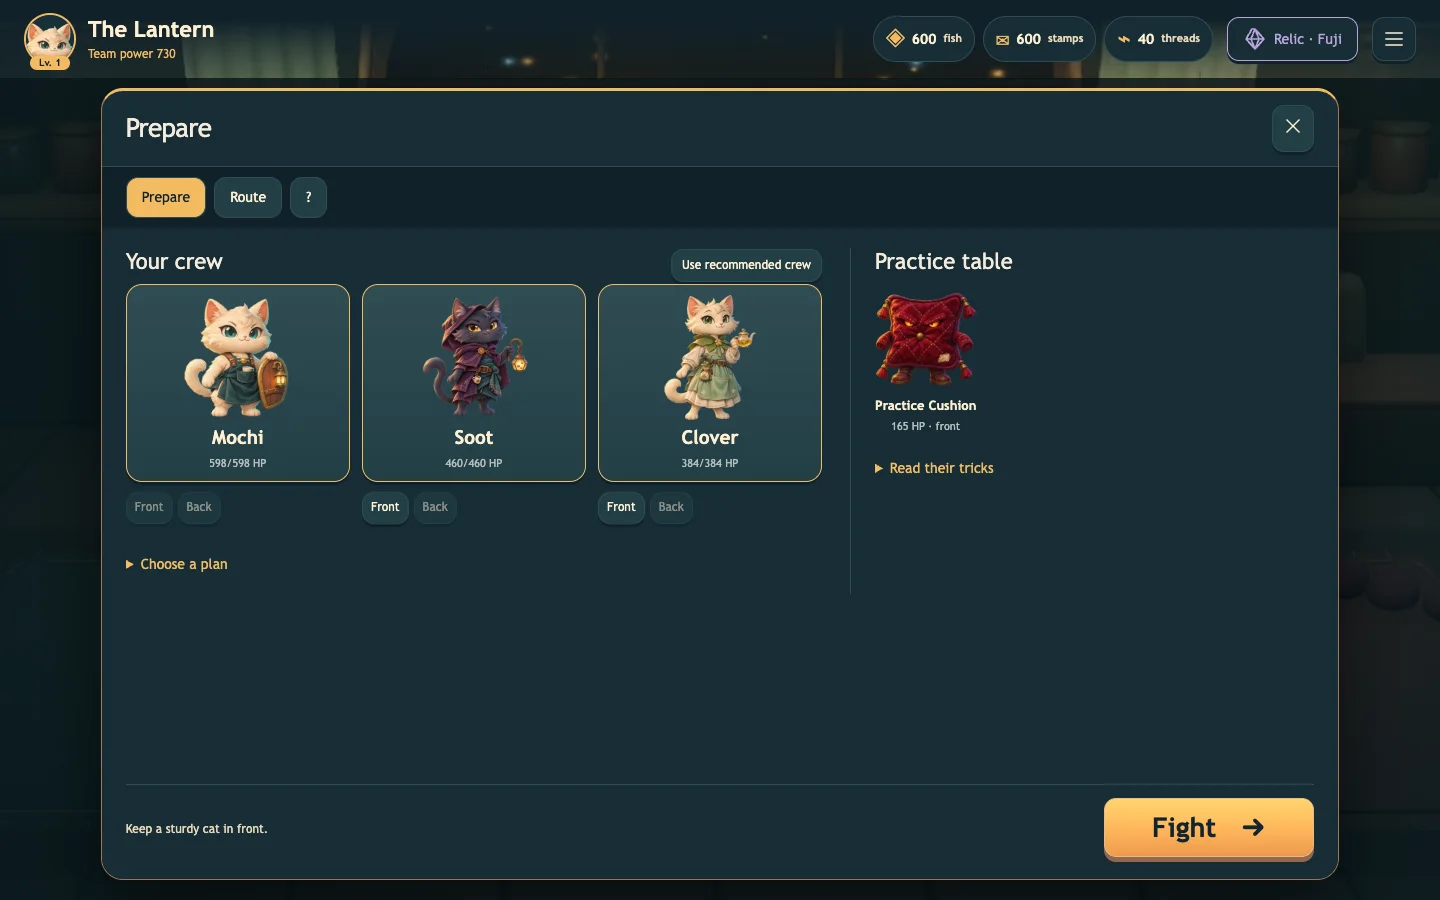 The Lantern
Team power 730
Lv. 1
600 fish
600 stamps
40 threads
Relic · Fuji
Prepare
Prepare
Route
?
Your crew
Use recommended crew
Mochi
598/598 HP
Front
Back
Soot
460/460 HP
Front
Back
Clover
384/384 HP
Front
Back
Choose a plan
Practice table
Practice Cushion
165 HP · front
Read their tricks
Keep a sturdy cat in front.
Fight